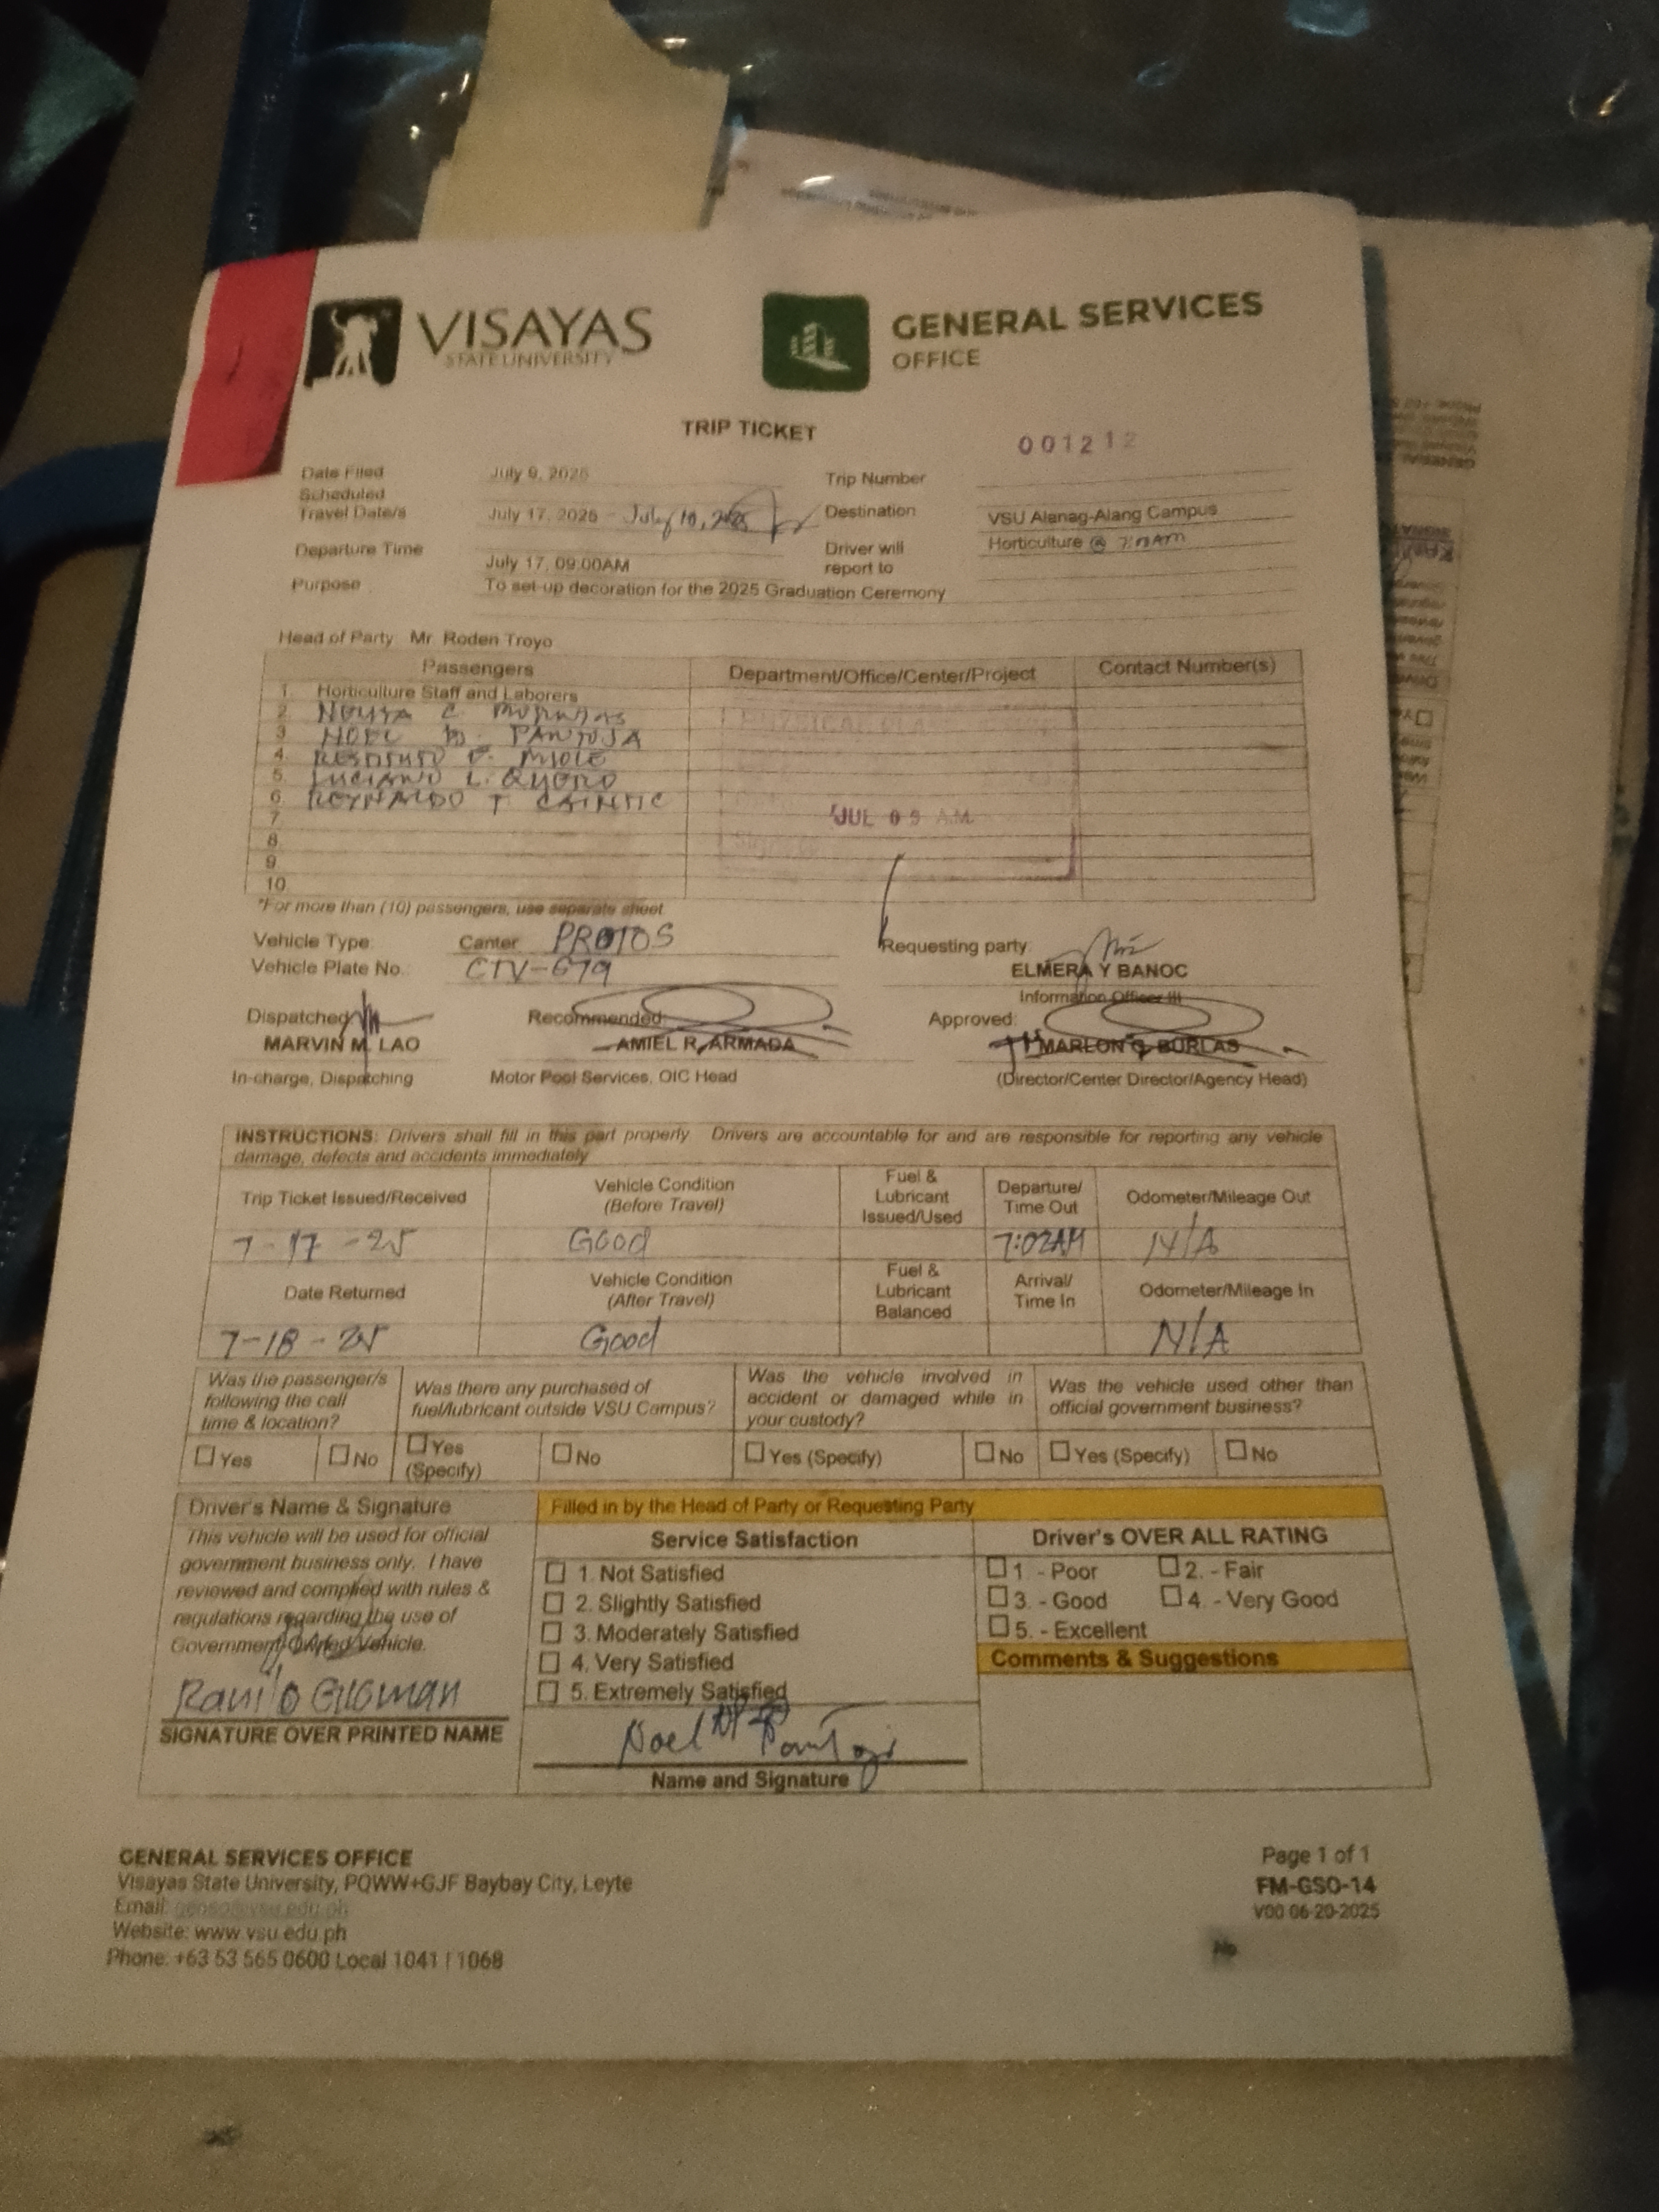 VISAYAS
STATE UNIVERSITY
GENERAL SERVICES
OFFICE
TRIP TICKET
001212
Date Filed July 9, 2025 Trip Number
Scheduled
Travel Date/s July 17, 2025 - Destination VSU Alanag-Alang Campus
Departure Time July 17, 09:00AM Driver will report to Horticulture @ 7:00AM
Purpose To set-up decoration for the 2025 Graduation Ceremony
Head of Party Mr. Roden Troyo
Passengers Department/Office/Center/Project Contact Number(s)
1. Horticulture Staff and Laborers
2 C.
3 NOEL PANTOJA
4.
5. LUCIANO L.
6 REYNALDO T
7
JUL 09 A.M.
8.
9.
10.
*For more than (10) passengers, use separate sheet
Vehicle Type: Canter PROTOS
Vehicle Plate No.: CTV-679
Requesting party:
ELMERA Y BANOC
Information Officer III
Dispatched: Recommended: Approved:
MARVIN M. LAO AMIEL R. ARMADA MARLON G. BURLAS
In-charge, Dispatching Motor Pool Services, OIC Head (Director/Center Director/Agency Head)
INSTRUCTIONS: Drivers shall fill in this part properly Drivers are accountable for and are responsible for reporting any vehicle
damage, defects and accidents immediately
Trip Ticket Issued/Received Vehicle Condition (Before Travel) Fuel & Lubricant Issued/Used Departure/ Time Out Odometer/Mileage Out
7-17-25 Good 7:02AM N/A
Date Returned Vehicle Condition (After Travel) Fuel & Lubricant Balanced Arrival/ Time In Odometer/Mileage In
7-18-25 Good N/A
Was the passenger/s following the call time & location? Was there any purchased of fuel/lubricant outside VSU Campus? Was the vehicle involved in accident or damaged while in your custody? Was the vehicle used other than official government business?
Yes No Yes (Specify) No Yes (Specify) No Yes (Specify) No
Driver's Name & Signature
This vehicle will be used for official
government business only. I have
reviewed and complied with rules &
regulations regarding the use of
Government-Owned Vehicle.
Ranilo Gusman
SIGNATURE OVER PRINTED NAME
Filled in by the Head of Party or Requesting Party
Service Satisfaction
1. Not Satisfied
2. Slightly Satisfied
3. Moderately Satisfied
4. Very Satisfied
5. Extremely Satisfied
Noel
Name and Signature
Driver's OVER ALL RATING
1 - Poor 2. - Fair
3. - Good 4. - Very Good
5. - Excellent
Comments & Suggestions
GENERAL SERVICES OFFICE
Visayas State University, PQWW+GJF Baybay City, Leyte
Email:
Website: www.vsu.edu.ph
Phone: +63 53 565 0600 Local 1041 | 1068
Page 1 of 1
FM-GSO-14
V00 06-20-2025
No